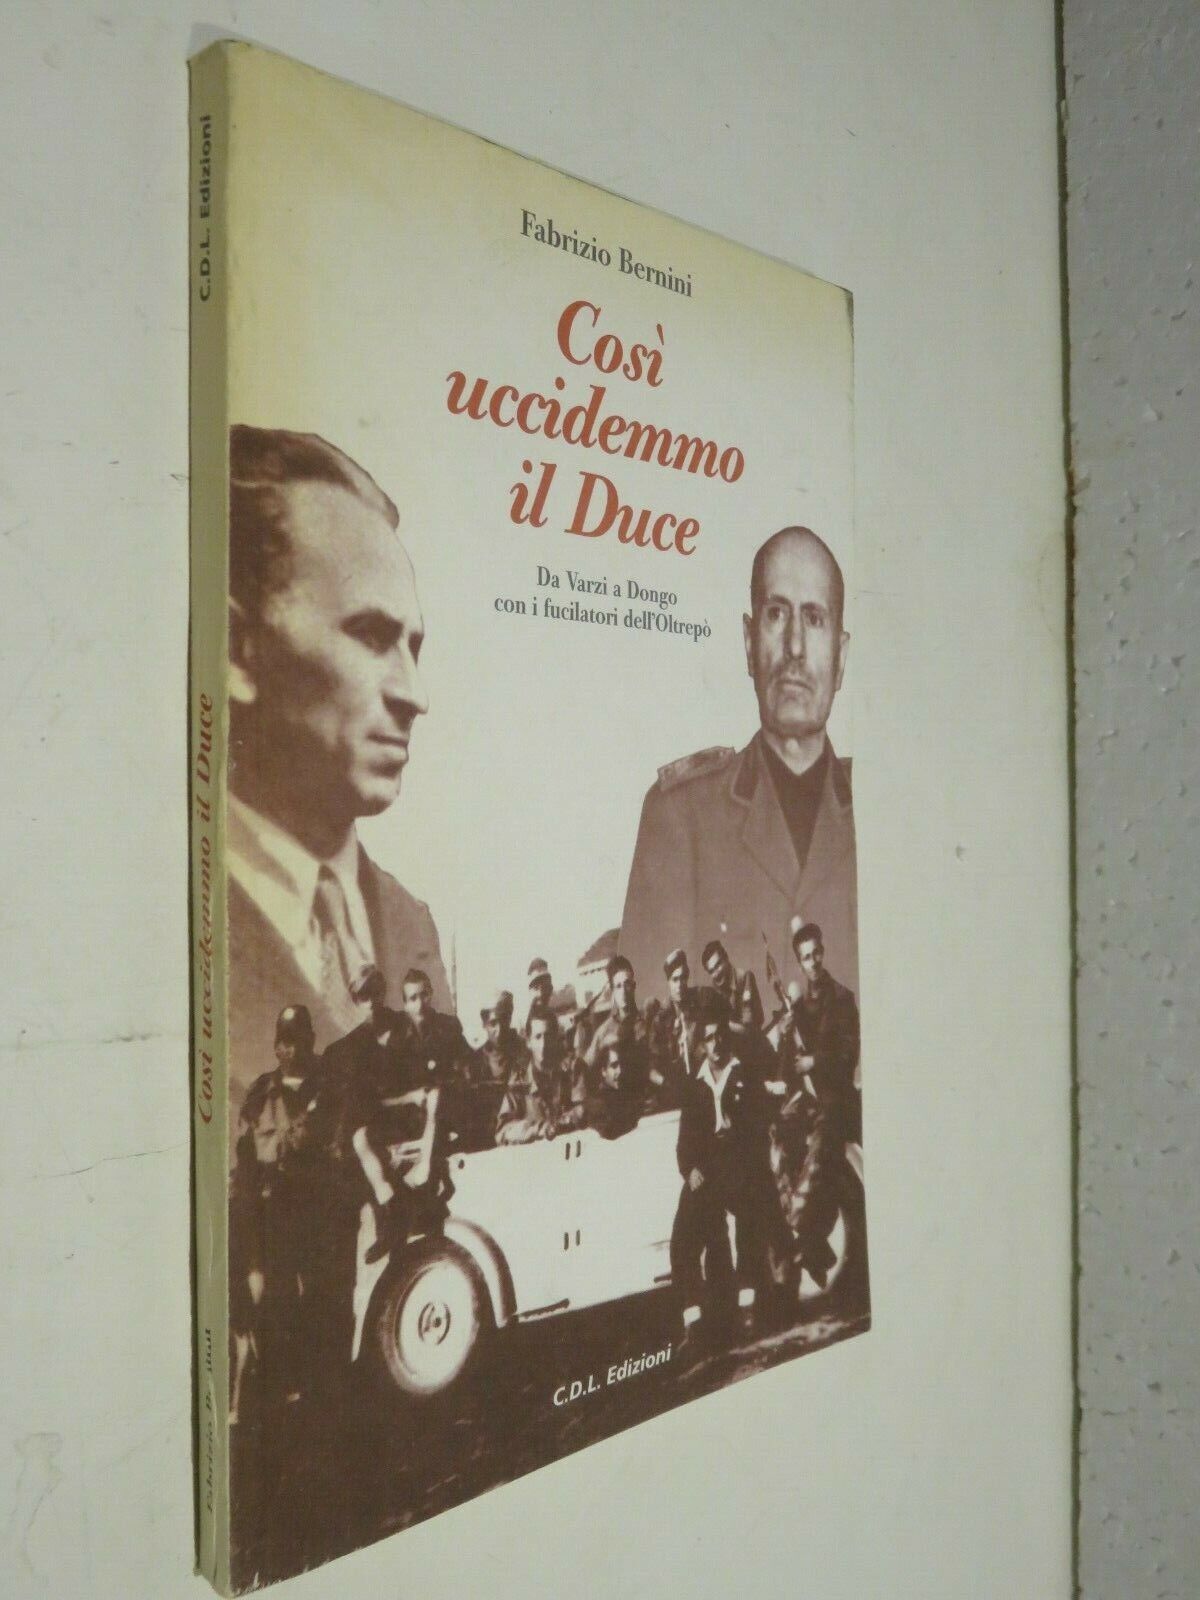 Fabrizio Bernini
Così
uccidemmo
il Duce
Da Varzi a Dongo
con i fucilatori dell'Oltrepò
C.D.L. Edizioni
C.D.L. Edizioni
Così uccidemmo il Duce
Fabrizio